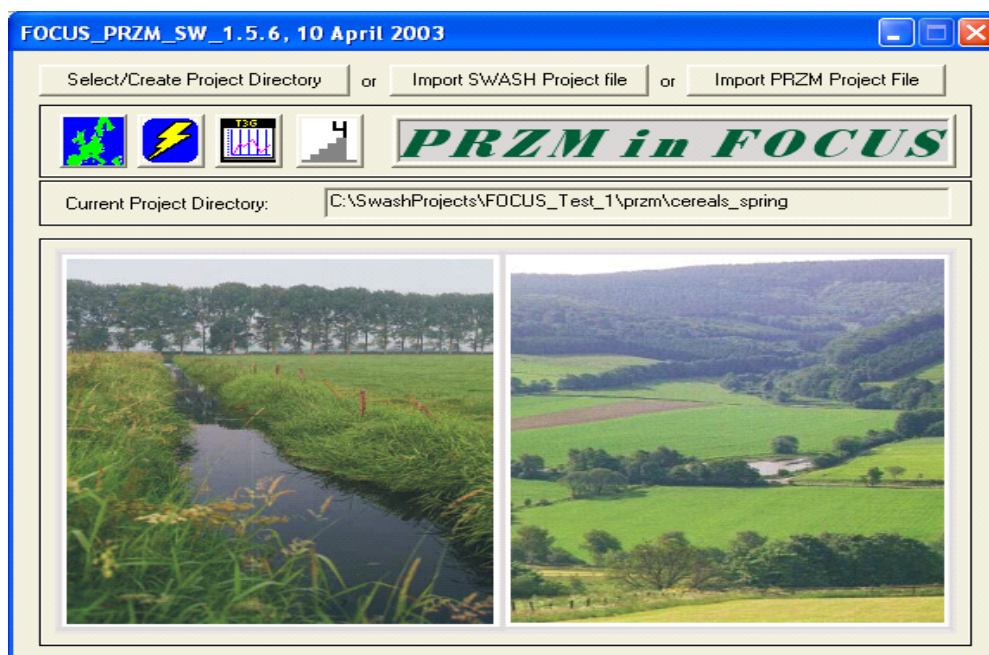 FOCUS_PRZM_SW_1.5.6, 10 April 2003
Select/Create Project Directory or Import SWASH Project file or Import PRZM Project File
T3G 4 PRZM in FOCUS
Current Project Directory: C:\SwashProjects\FOCUS_Test_1\przm\cereals_spring